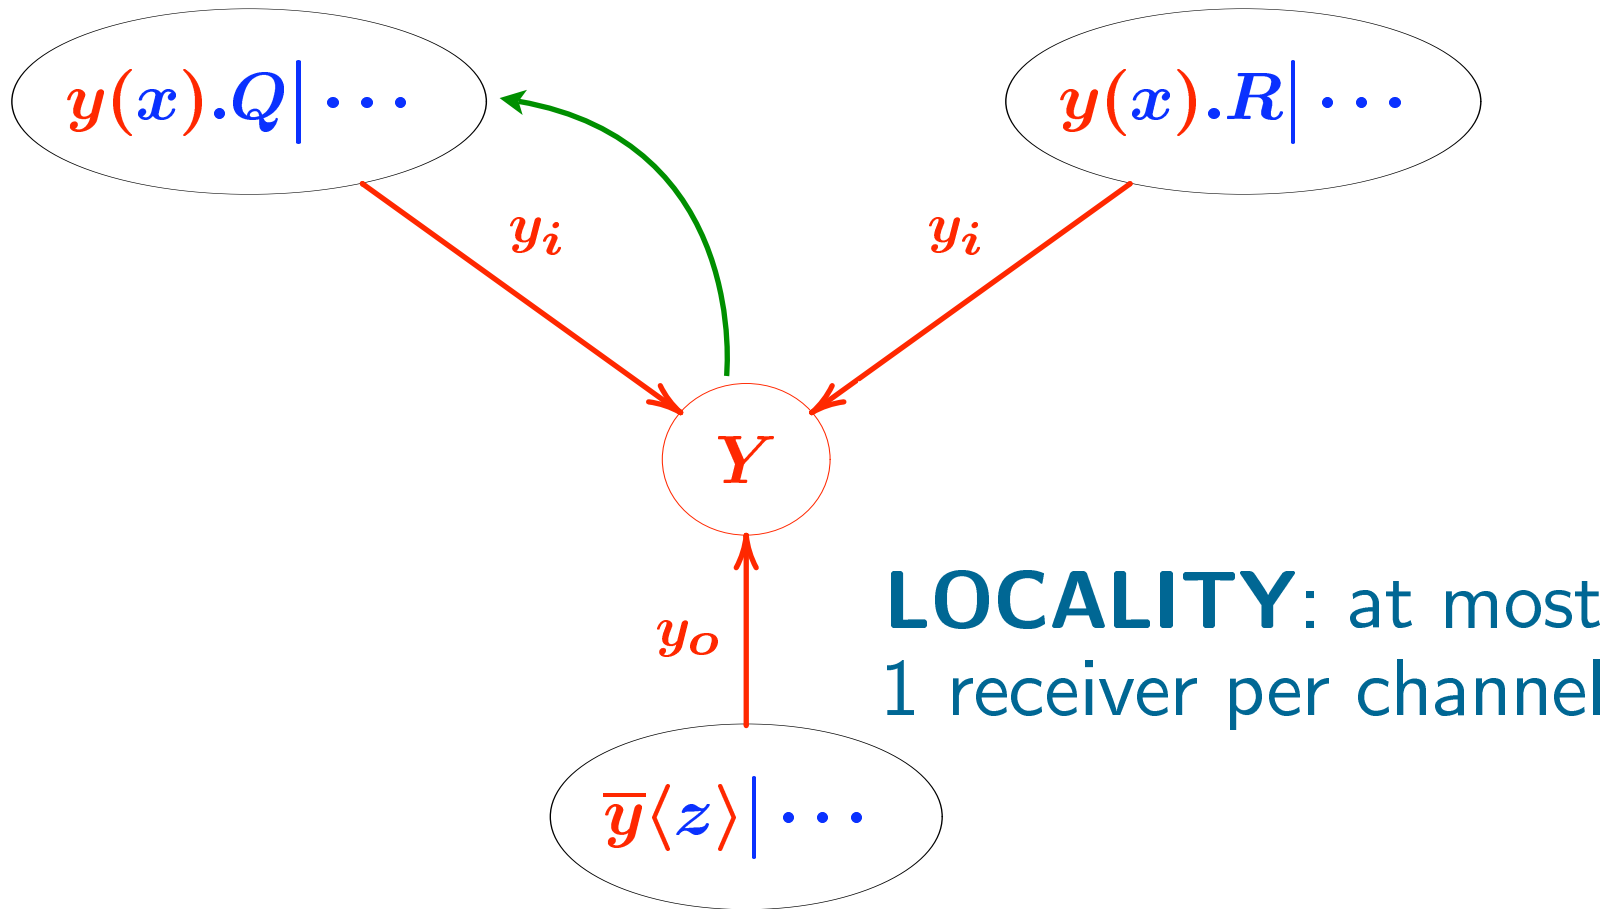 y(x).Q| ···
y(x).R| ···
yᵢ
yᵢ
Y
yₒ
LOCALITY: at most
1 receiver per channel
y̅⟨z⟩| ···